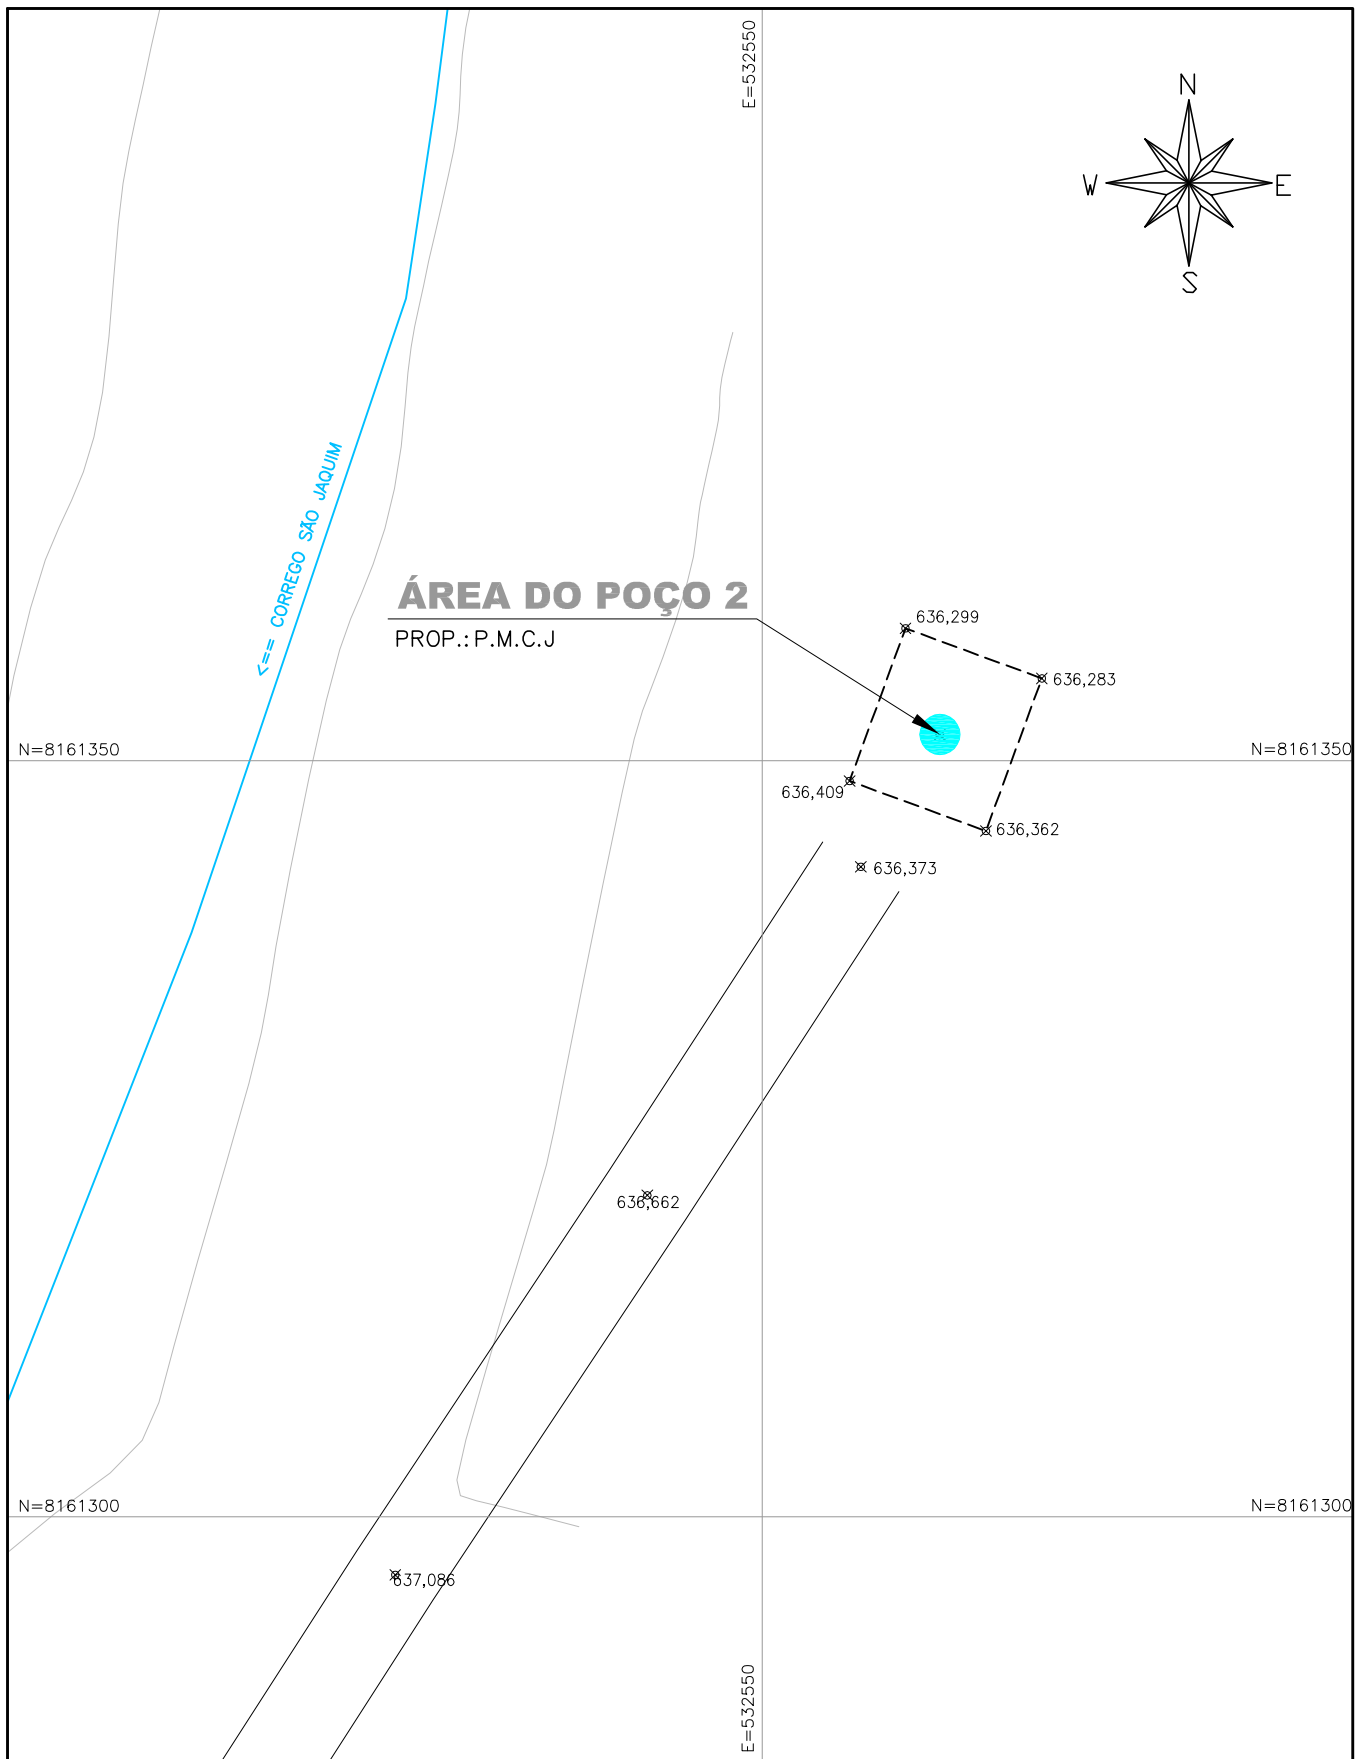 E=532550
N
W
E
S
<== CORREGO SÃO JAQUIM
ÁREA DO POÇO 2
PROP.: P.M.C.J
636,299
636,283
N=8161350
N=8161350
636,409
636,362
636,373
636,662
N=8161300
N=8161300
637,086
E=532550